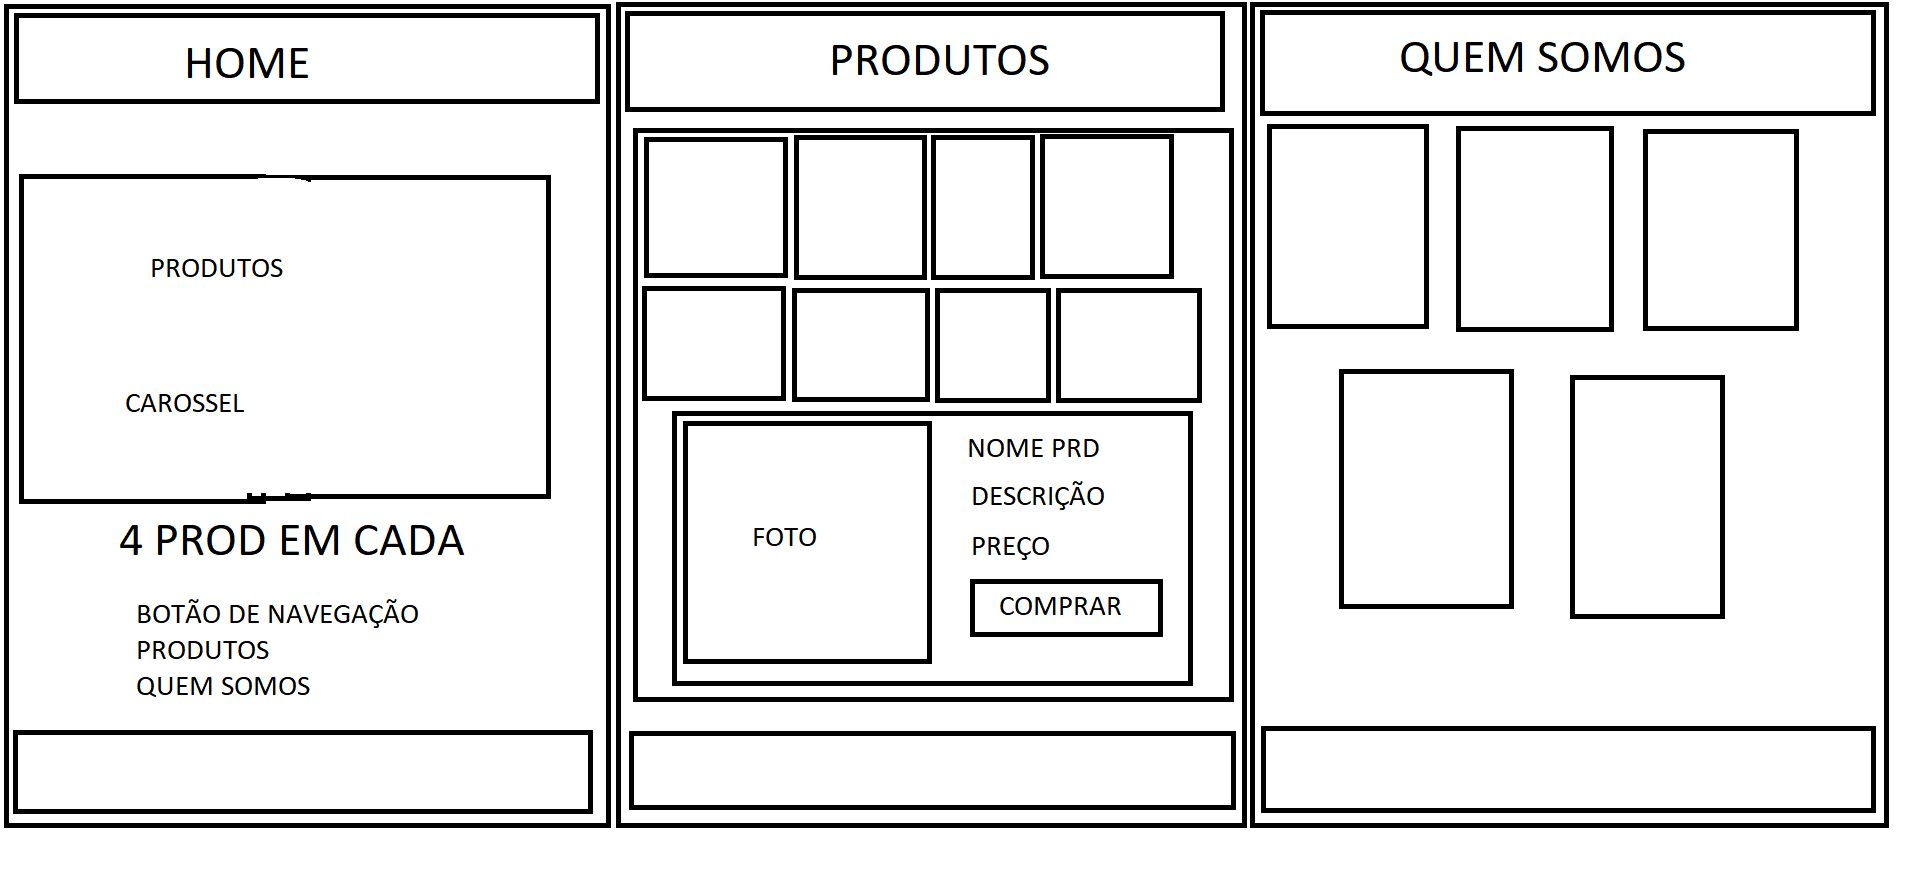 HOME
PRODUTOS
CAROSSEL
4 PROD EM CADA
BOTÃO DE NAVEGAÇÃO
PRODUTOS
QUEM SOMOS
PRODUTOS
FOTO
NOME PRD
DESCRIÇÃO
PREÇO
COMPRAR
QUEM SOMOS